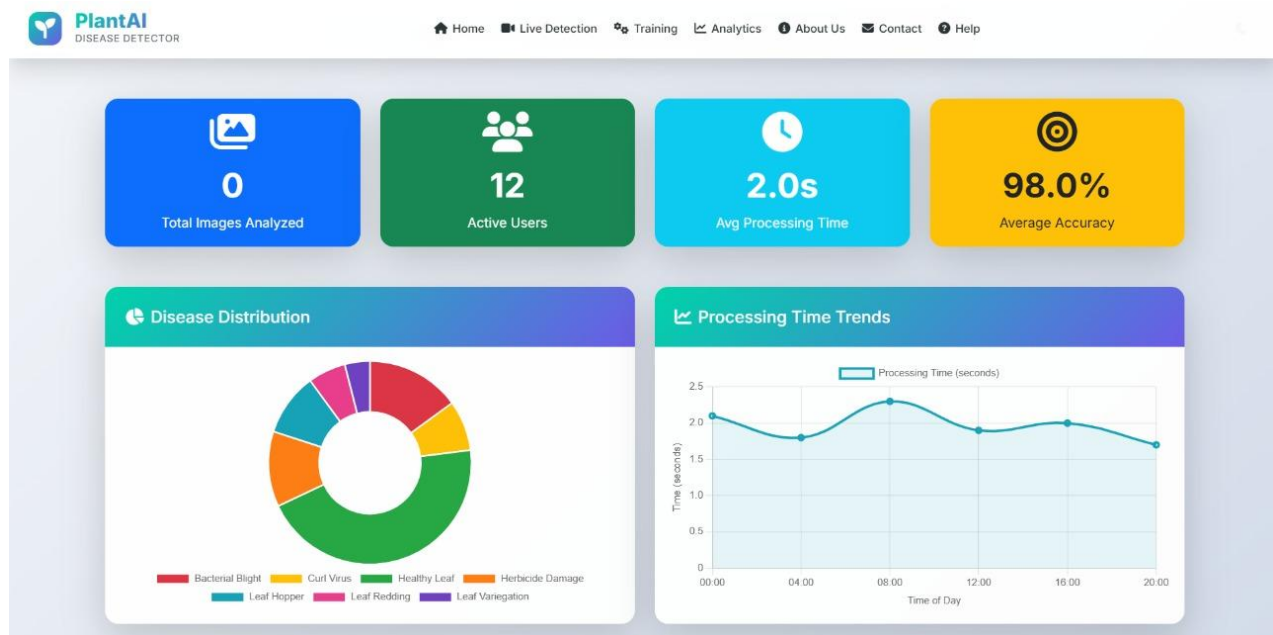 PlantAI
DISEASE DETECTOR
Home Live Detection Training Analytics About Us Contact Help
0
Total Images Analyzed
12
Active Users
2.0s
Avg Processing Time
98.0%
Average Accuracy
Disease Distribution
Bacterial Blight Curl Virus Healthy Leaf Herbicide Damage
Leaf Hopper Leaf Redding Leaf Variegation
Processing Time Trends
Processing Time (seconds)
2.5
2.0
1.5
1.0
0.5
0
Time (seconds)
00:00 04:00 08:00 12:00 16:00 20:00
Time of Day